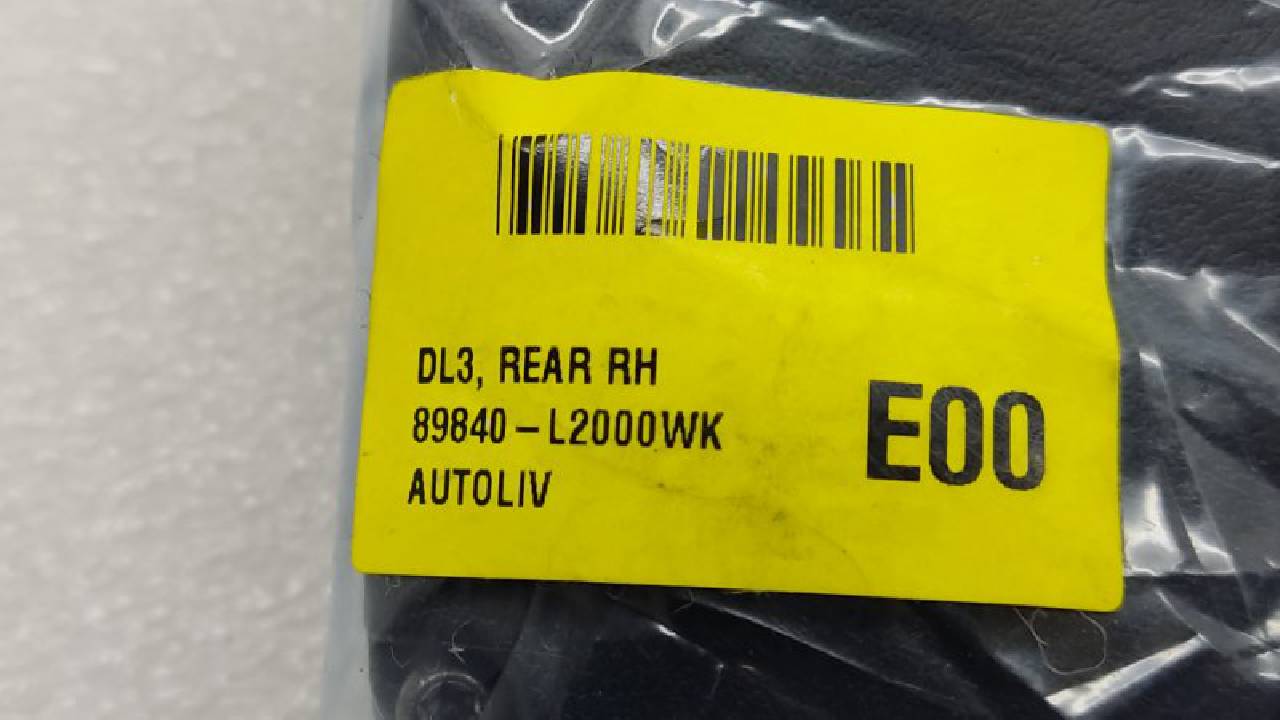 DL3, REAR RH
89840-L2000WK
E00
AUTOLIV